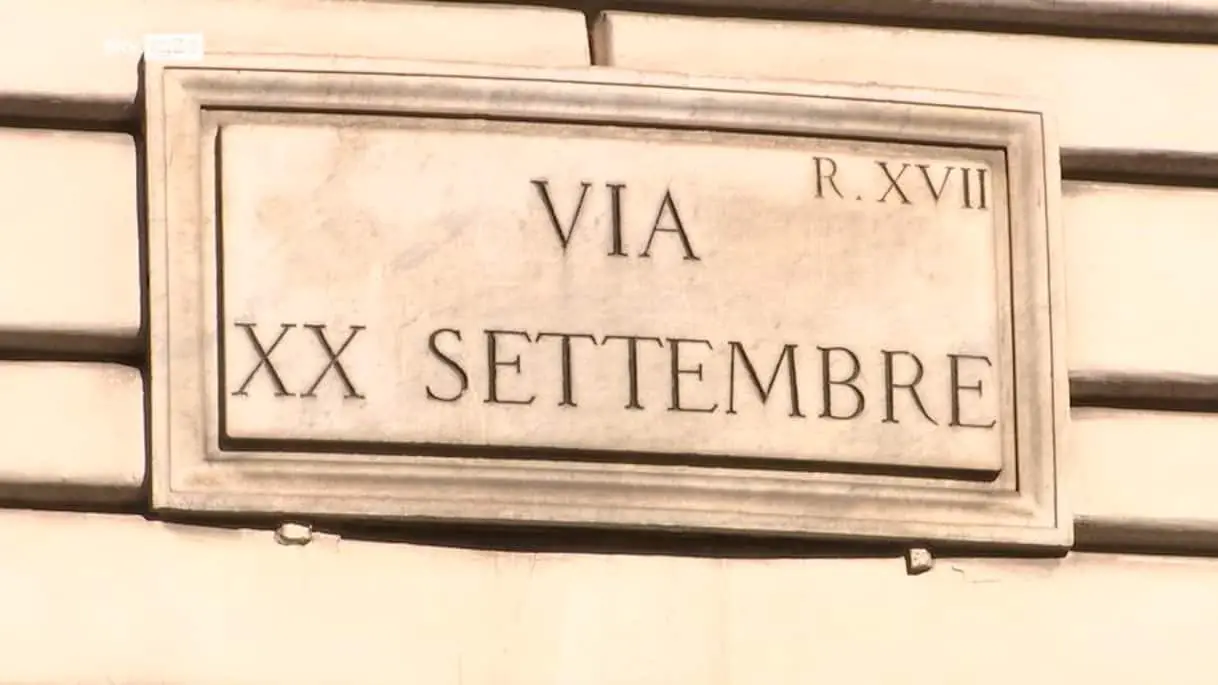 R. XVII
VIA
XX SETTEMBRE